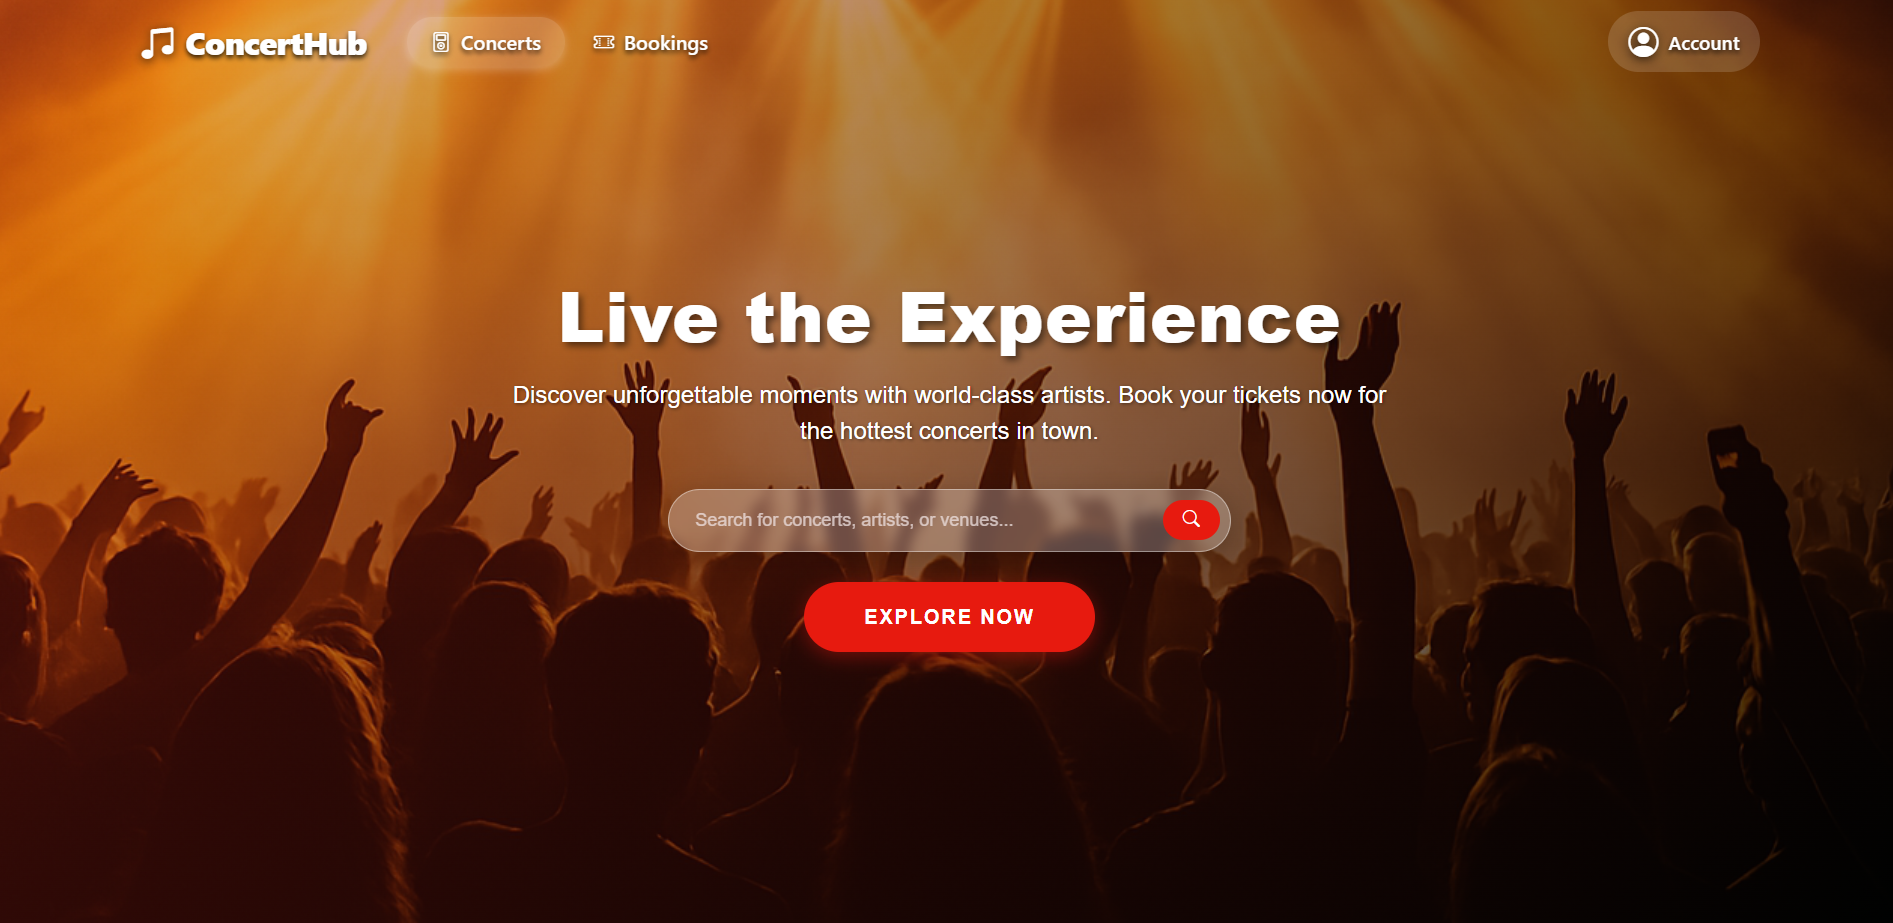 ConcertHub
Concerts
Bookings
Account
Live the Experience
Discover unforgettable moments with world-class artists. Book your tickets now for
the hottest concerts in town.
Search for concerts, artists, or venues...
EXPLORE NOW